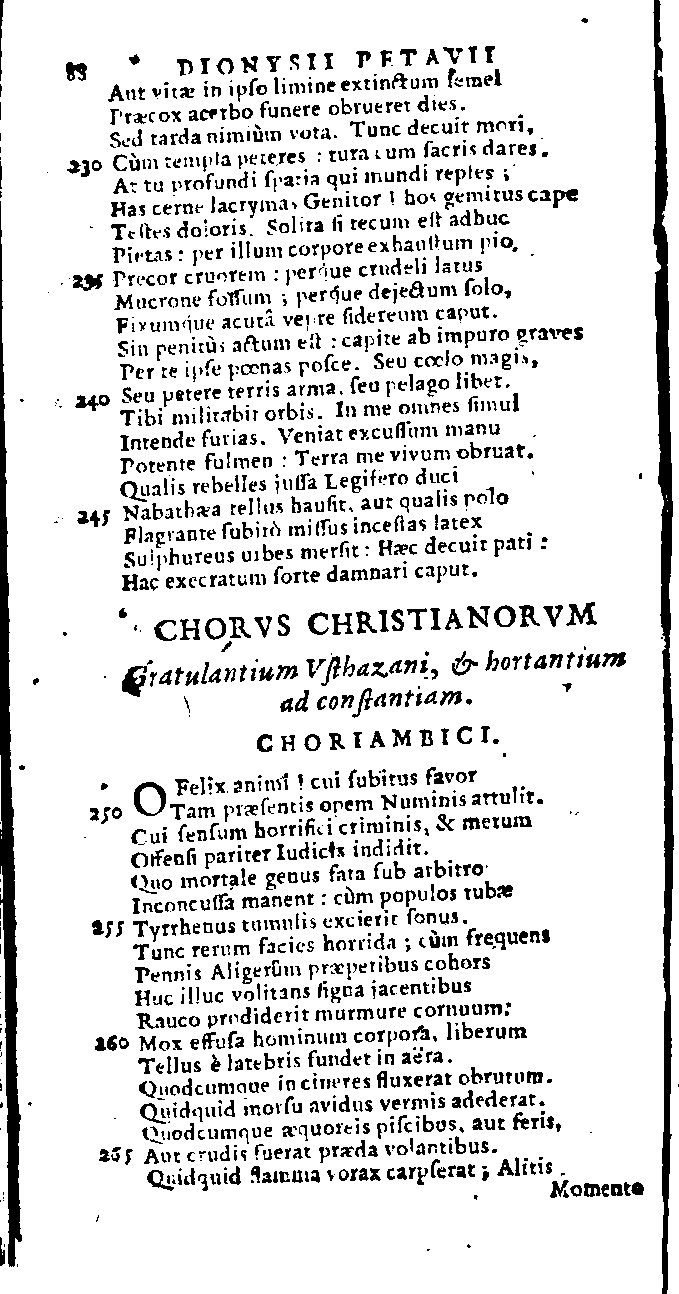 88 DIONYSII PETAVII
Aut vitæ in ipſo limine extinctum ſemel
Præcox acerbo funere obrueret dies.
Sed tarda nimiùm vota. Tunc decuit mori,
230 Cùm templa peteres : tura cum ſacris dares.
At tu profundi ſpatia qui mundi reples ;
Has cerne lacrymas Genitor ! hos gemitus cape
Teſtes doloris. Solita ſi tecum eſt adhuc
Pietas : per illum corpore exhauſtum pio,
235 Precor cruorem : perque crudeli latus
Mucrone foſſum ; perque dejectum ſolo,
Fixumque acutâ vepre ſidereum caput.
Sin penitùs actum eſt : capite ab impuro graves
Per te ipſe pœnas poſce. Seu cœlo magis,
240 Seu petere terris arma, ſeu pelago libet.
Tibi militabit orbis. In me omnes ſimul
Intende furias. Veniat excuſſum manu
Potente fulmen : Terra me vivum obruat.
Qualis rebelles juſſa Legifero duci
245 Nabathæa tellus hauſit, aut qualis polo
Flagrante ſubitò miſſus inceſtas latex
Sulphureus urbes merſit : Hæc decuit pati :
Hac execratum ſorte damnari caput.
CHORVS CHRISTIANORVM
Gratulantium Vſthazani, & hortantium
ad conſtantiam.
CHORIAMBICI.
O Felix animi ! cui ſubitus favor
250 Tam præſentis opem Numinis attulit.
Cui ſenſum horrifici criminis, & metum
Offenſi pariter Iudicis indidit.
Quo mortale genus fata ſub arbitro
Inconcuſſa manent : cùm populos tubæ
255 Tyrrhenus tumulis excierit ſonus.
Tunc rerum facies horrida ; cùm frequens
Pennis Aligerûm præpetibus cohors
Huc illuc volitans ſigna jacentibus
Rauco prodiderit murmure cornuum:
260 Mox effuſa hominum corpora, liberum
Tellus è latebris fundet in aëra.
Quodcumque in cineres fluxerat obrutum.
Quidquid morſu avidus vermis adederat.
Quodcumque æquoreis piſcibus, aut feris,
265 Aut crudis fuerat præda volantibus.
Quidquid flamma vorax carpſerat ; Alitis
Momento